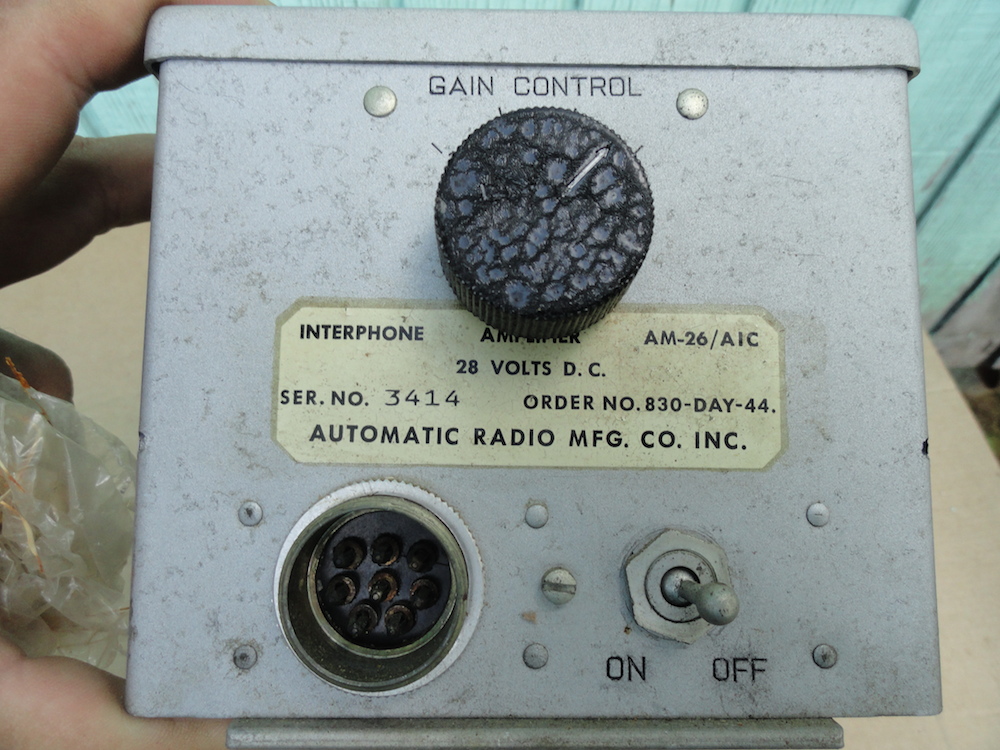 GAIN CONTROL
INTERPHONE AMPLIFIER AM-26/AIC
28 VOLTS D.C.
SER. NO. 3414 ORDER NO. 830-DAY-44.
AUTOMATIC RADIO MFG. CO. INC.
ON OFF